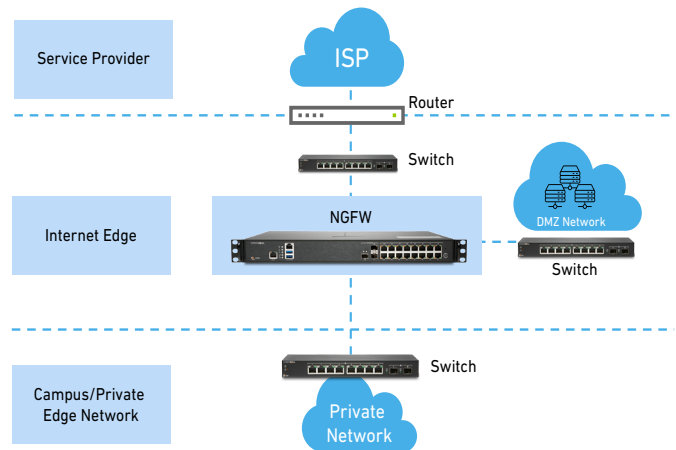 Service Provider
ISP
Router
Switch
NGFW
Internet Edge
DMZ Network
Switch
Switch
Campus/Private
Edge Network
Private
Network